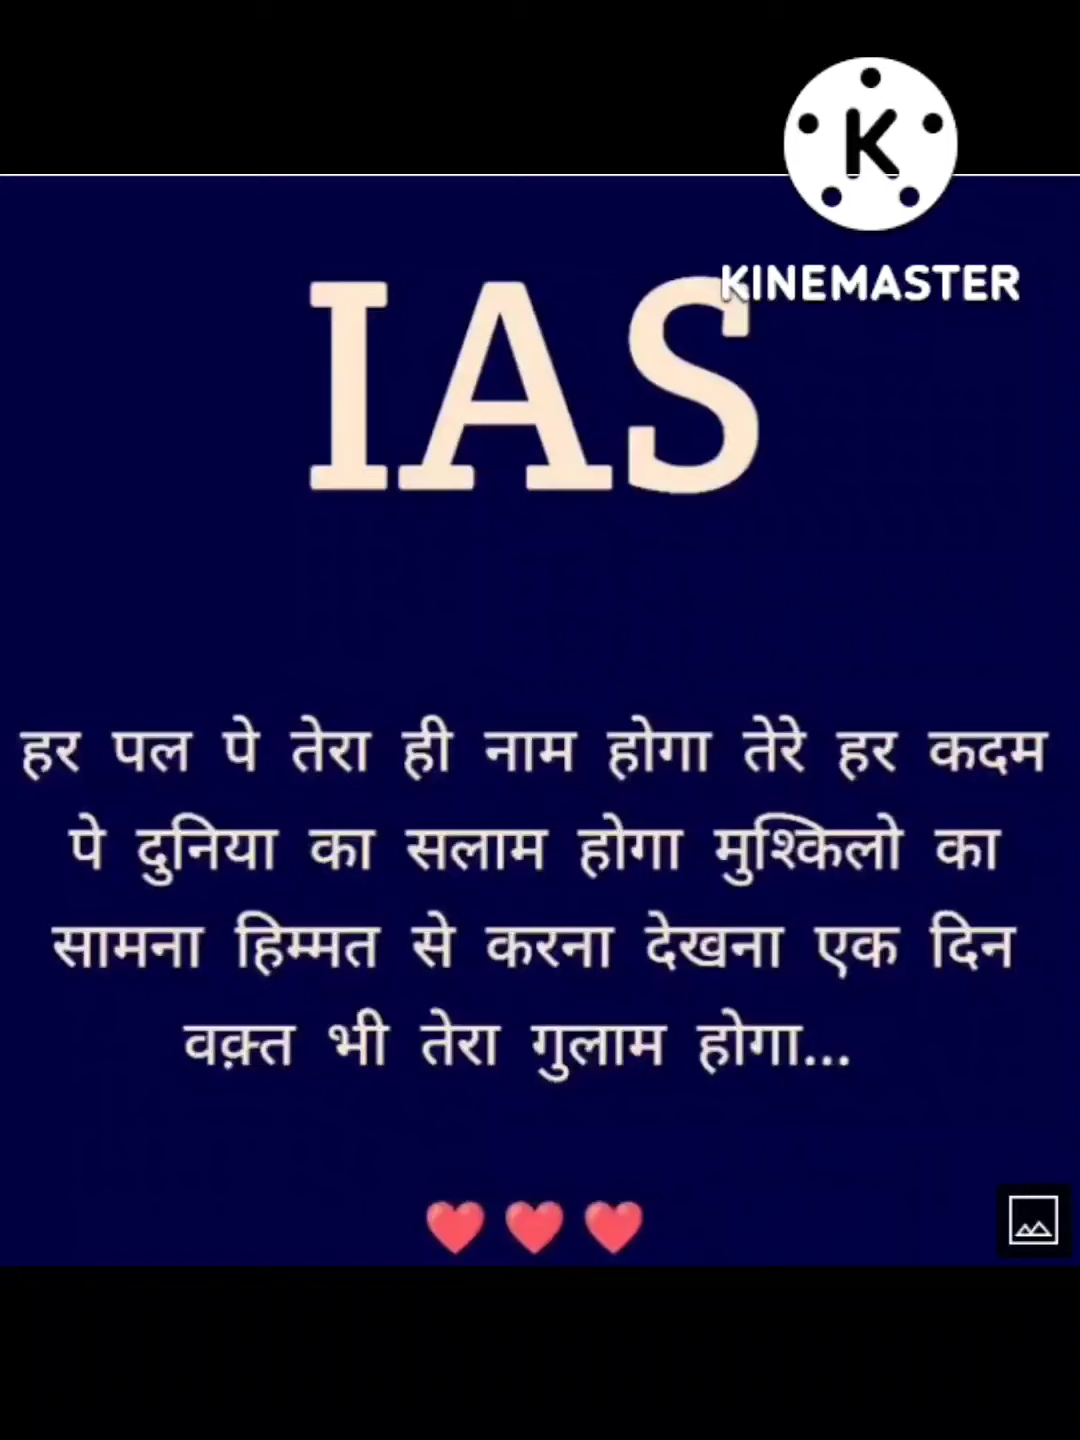 K
KINEMASTER
IAS
हर पल पे तेरा ही नाम होगा तेरे हर कदम
पे दुनिया का सलाम होगा मुश्किलो का
सामना हिम्मत से करना देखना एक दिन
वक़्त भी तेरा गुलाम होगा...